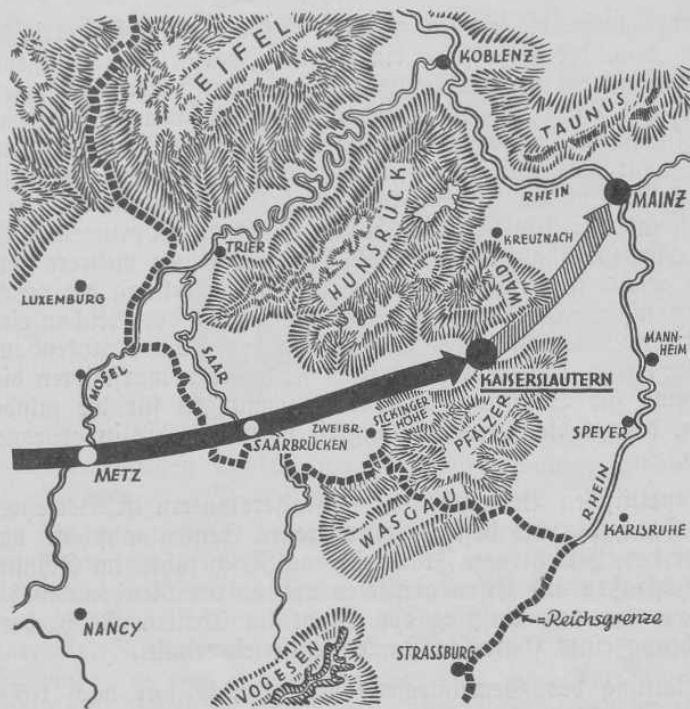 EIFEL
KOBLENZ
TAUNUS
RHEIN
MAINZ
HUNSRÜCK
KREUZNACH
TRIER
WALD
LUXEMBURG
MOSEL
SAAR
MANN-
HEIM
KAISERSLAUTERN
SICKINGER
HÖHE
ZWEIBR.
PFÄLZER
SPEYER
SAARBRÜCKEN
METZ
WASGAU
RHEIN
KARLSRUHE
NANCY
=Reichsgrenze
STRASSBURG
VOGESEN